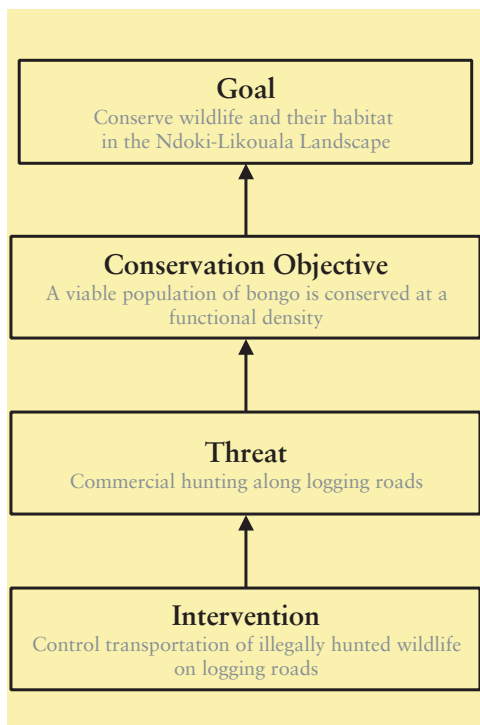 Goal
Conserve wildlife and their habitat
in the Ndoki-Likouala Landscape
Conservation Objective
A viable population of bongo is conserved at a
functional density
Threat
Commercial hunting along logging roads
Intervention
Control transportation of illegally hunted wildlife
on logging roads